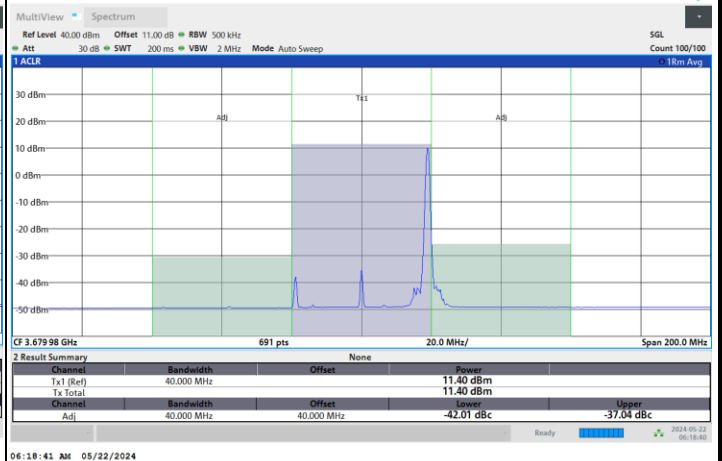 MultiView Spectrum
Ref Level 40.00 dBm Offset 11.00 dB RBW 500 kHz SGL
Att 30 dB SWT 200 ms VBW 2 MHz Mode Auto Sweep Count 100/100
1 ACLR 1Rm Avg
30 dBm
Tx1
20 dBm
Adj Adj
10 dBm
0 dBm
-10 dBm
-20 dBm
-30 dBm
-40 dBm
-50 dBm
CF 3.679 98 GHz 691 pts 20.0 MHz/ Span 200.0 MHz
2 Result Summary None
Channel Bandwidth Offset Power
Tx1 (Ref) 40.000 MHz 11.40 dBm
Tx Total 11.40 dBm
Channel Bandwidth Offset Lower Upper
Adj 40.000 MHz 40.000 MHz -42.01 dBc -37.04 dBc
Ready 2024-05-22
06:18:40
06:18:41 AM 05/22/2024